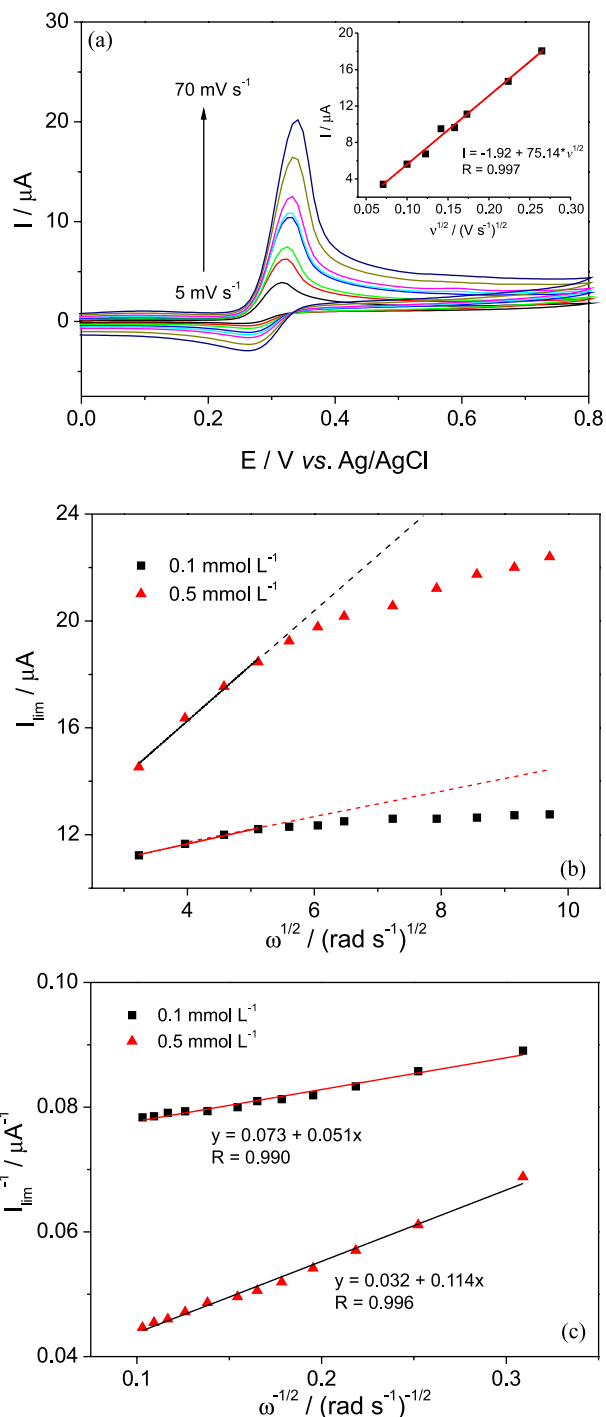 (a)
30
20
10
0
I / μA
70 mV s⁻¹
5 mV s⁻¹
0.0 0.2 0.4 0.6 0.8
E / V vs. Ag/AgCl
20
16
12
8
4
I / μA
I = -1.92 + 75.14*ν^1/2
R = 0.997
0.05 0.10 0.15 0.20 0.25 0.30
ν^1/2 / (V s⁻¹)^1/2
24
20
16
12
I_lim / μA
0.1 mmol L⁻¹
0.5 mmol L⁻¹
(b)
4 6 8 10
ω^1/2 / (rad s⁻¹)^1/2
0.10
0.08
0.06
0.04
I_lim⁻¹ / μA⁻¹
0.1 mmol L⁻¹
0.5 mmol L⁻¹
y = 0.073 + 0.051x
R = 0.990
y = 0.032 + 0.114x
R = 0.996
(c)
0.1 0.2 0.3
ω^-1/2 / (rad s⁻¹)^-1/2